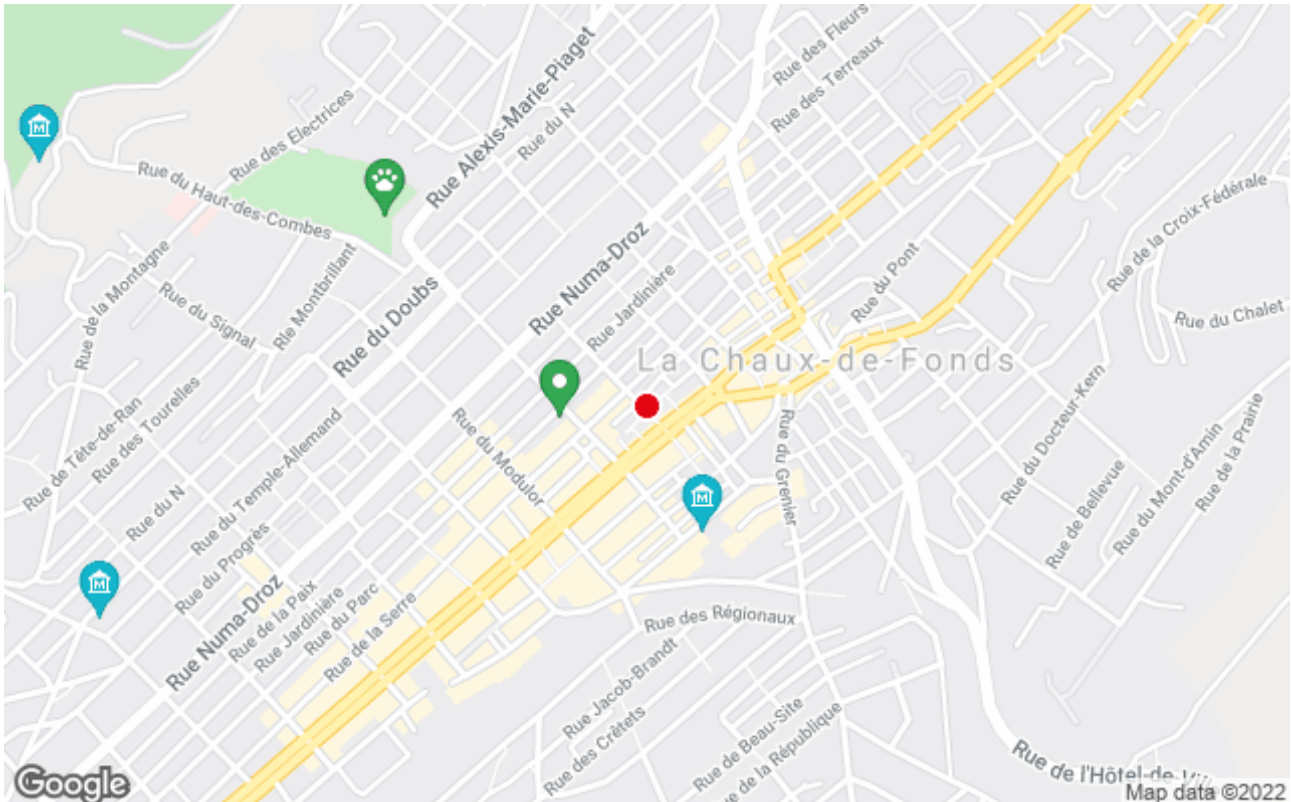 Rue des Fleurs
Rue des Terreaux
Rue Alexis-Marie-Piaget
Rue du N
Rue des Electrices
M
Rue du Haut-des-Combes
Rue de la Croix-Fédérale
Rue Numa-Droz
Rue Jardinière
Rue du Pont
Rue de la Montagne
Rue du Signal
Rle Montbrillant
Rue du Doubs
Rue du Chalet
La Chaux-de-Fonds
Rue de Tête-de-Ran
Rue des Tourelles
Rue du Temple-Allemand
Rue du Modulor
Rue du Grenier
Rue du Docteur-Kern
Rue de Bellevue
Rue du Mont-d'Amin
Rue de la Prairie
Rue du N
Rue du Progrès
M
M
Rue Numa-Droz
Rue de la Paix
Rue Jardinière
Rue du Parc
Rue de la Serre
Rue des Régionaux
Rue Jacob-Brandt
Rue des Crêtets
Rue de Beau-Site
de la République
Rue de l'Hôtel-de-
Google
Map data ©2022